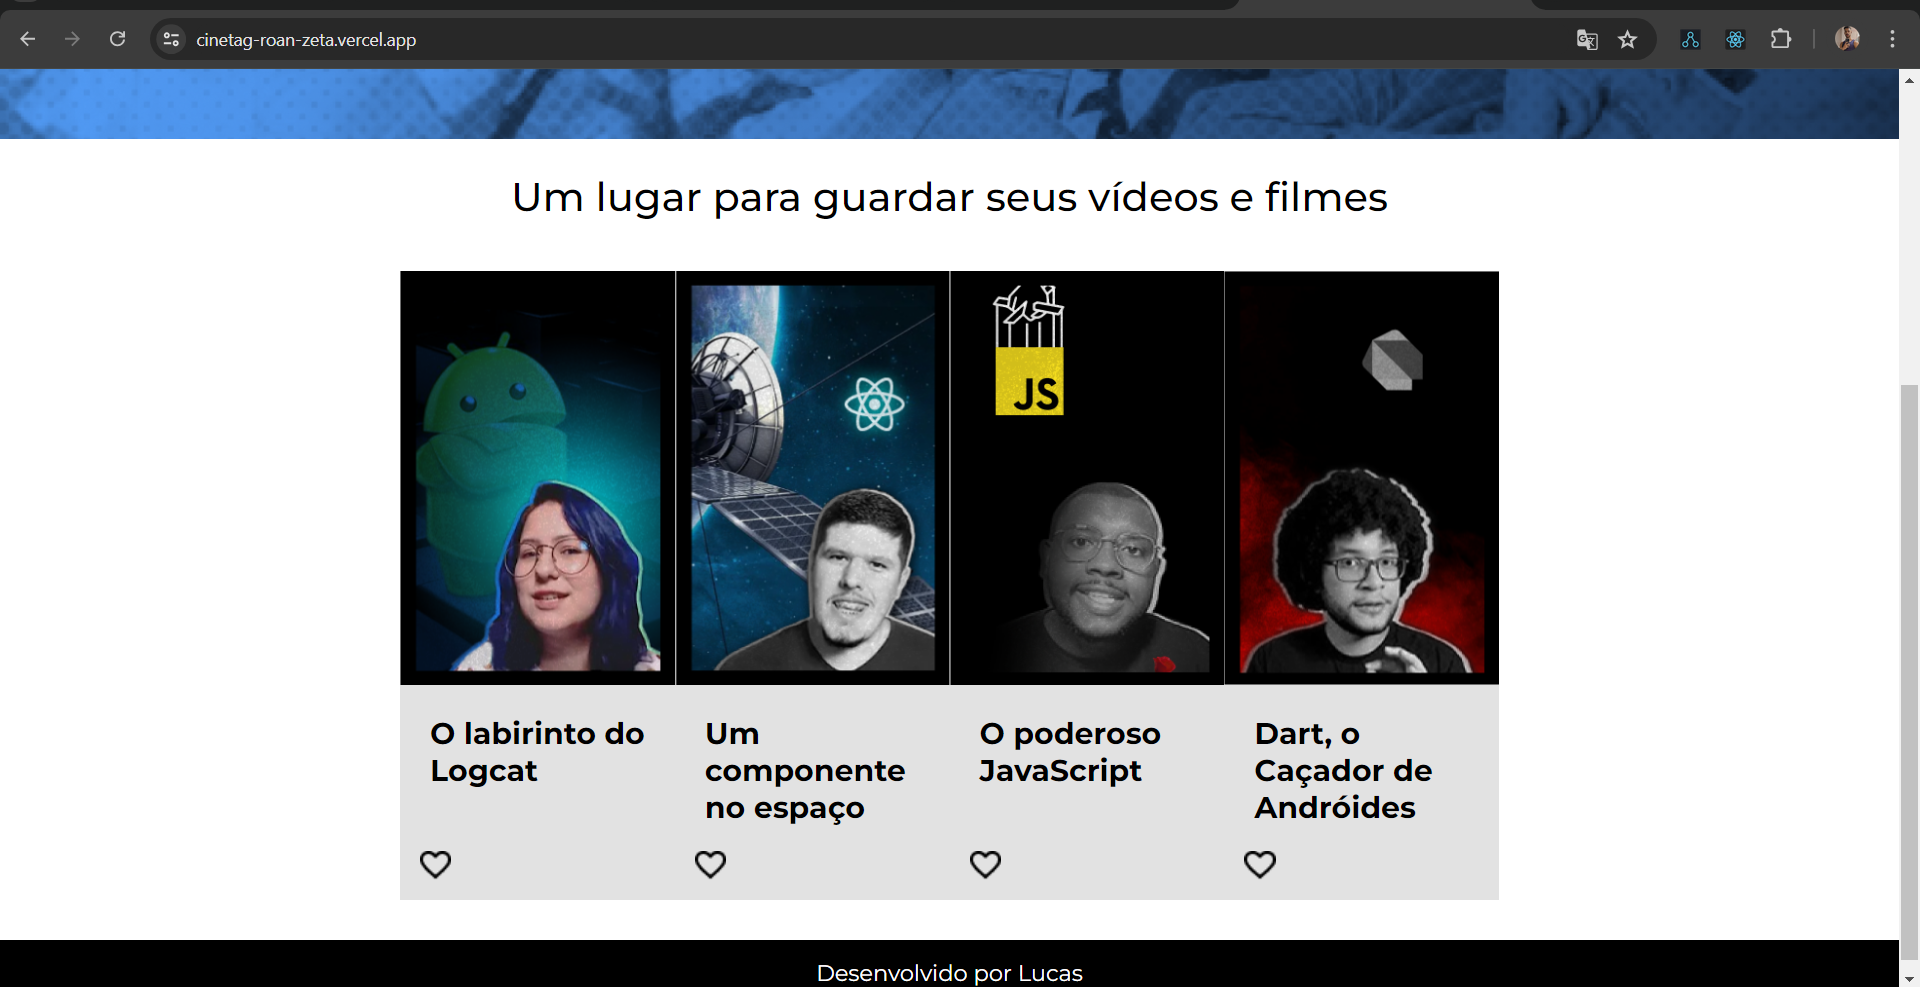 cinetag-roan-zeta.vercel.app
Um lugar para guardar seus vídeos e filmes
JS
O labirinto do
Logcat
Um
componente
no espaço
O poderoso
JavaScript
Dart, o
Caçador de
Andróides
Desenvolvido por Lucas